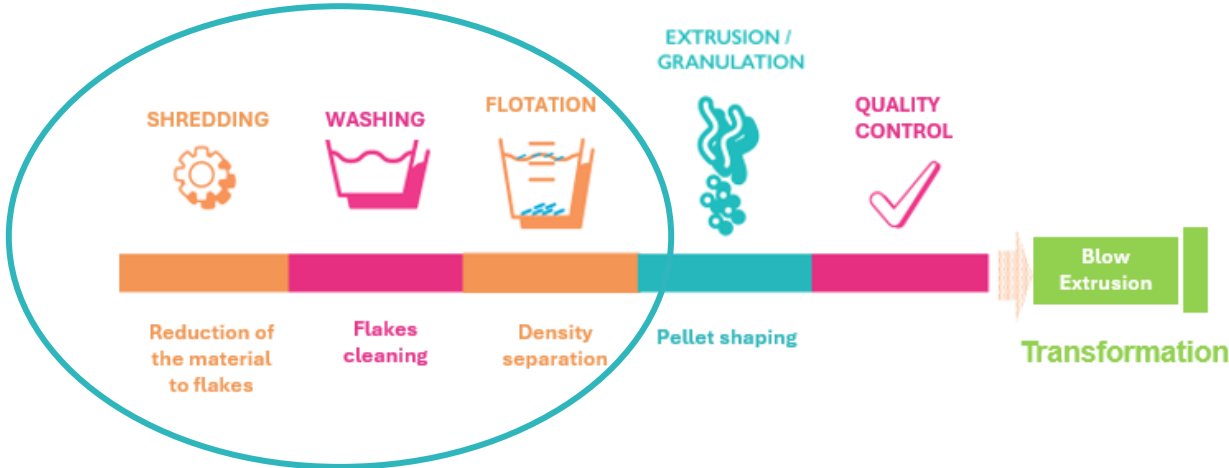 SHREDDING
Reduction of
the material
to flakes
WASHING
Flakes
cleaning
FLOTATION
Density
separation
EXTRUSION /
GRANULATION
Pellet shaping
QUALITY
CONTROL
Blow
Extrusion
Transformation